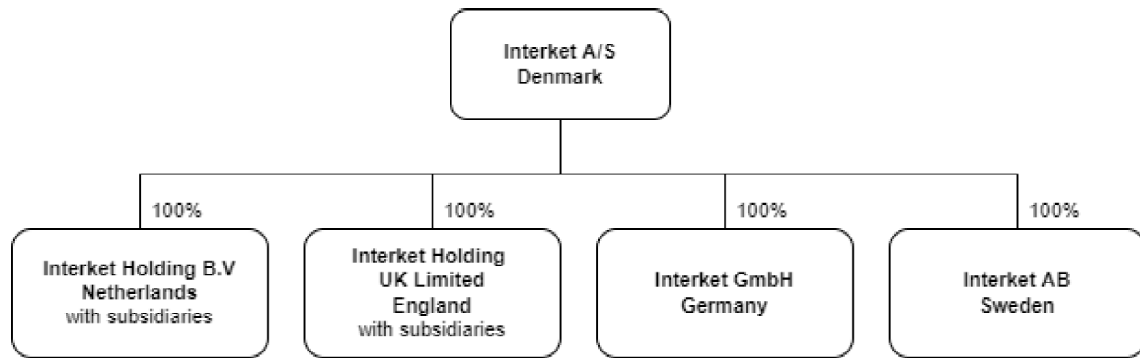 Interket A/S
Denmark
100%
100%
100%
100%
Interket Holding B.V
Netherlands
with subsidiaries
Interket Holding
UK Limited
England
with subsidiaries
Interket GmbH
Germany
Interket AB
Sweden